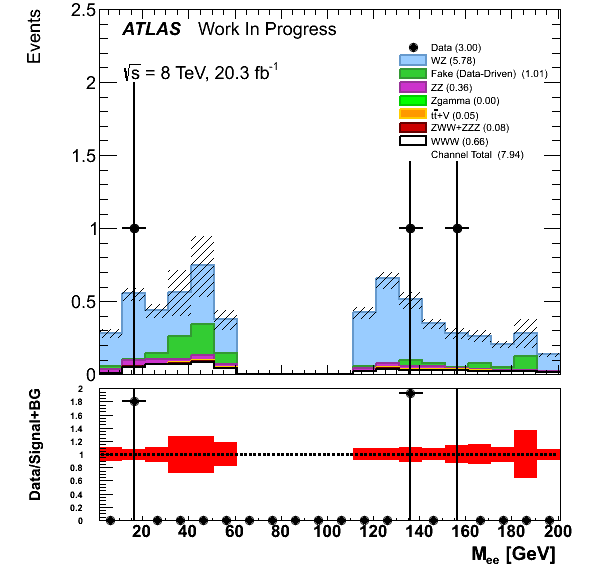 Events
2.5
2
1.5
1
0.5
0
ATLAS Work In Progress
√s = 8 TeV, 20.3 fb⁻¹
Data (3.00)
WZ (5.78)
Fake (Data-Driven) (1.01)
ZZ (0.36)
Zgamma (0.00)
tt̄+V (0.05)
ZWW+ZZZ (0.08)
WWW (0.66)
Channel Total (7.94)
Data/Signal+BG
2
1.8
1.6
1.4
1.2
1
0.8
0.6
0.4
0.2
0
20 40 60 80 100 120 140 160 180 200
Mee [GeV]